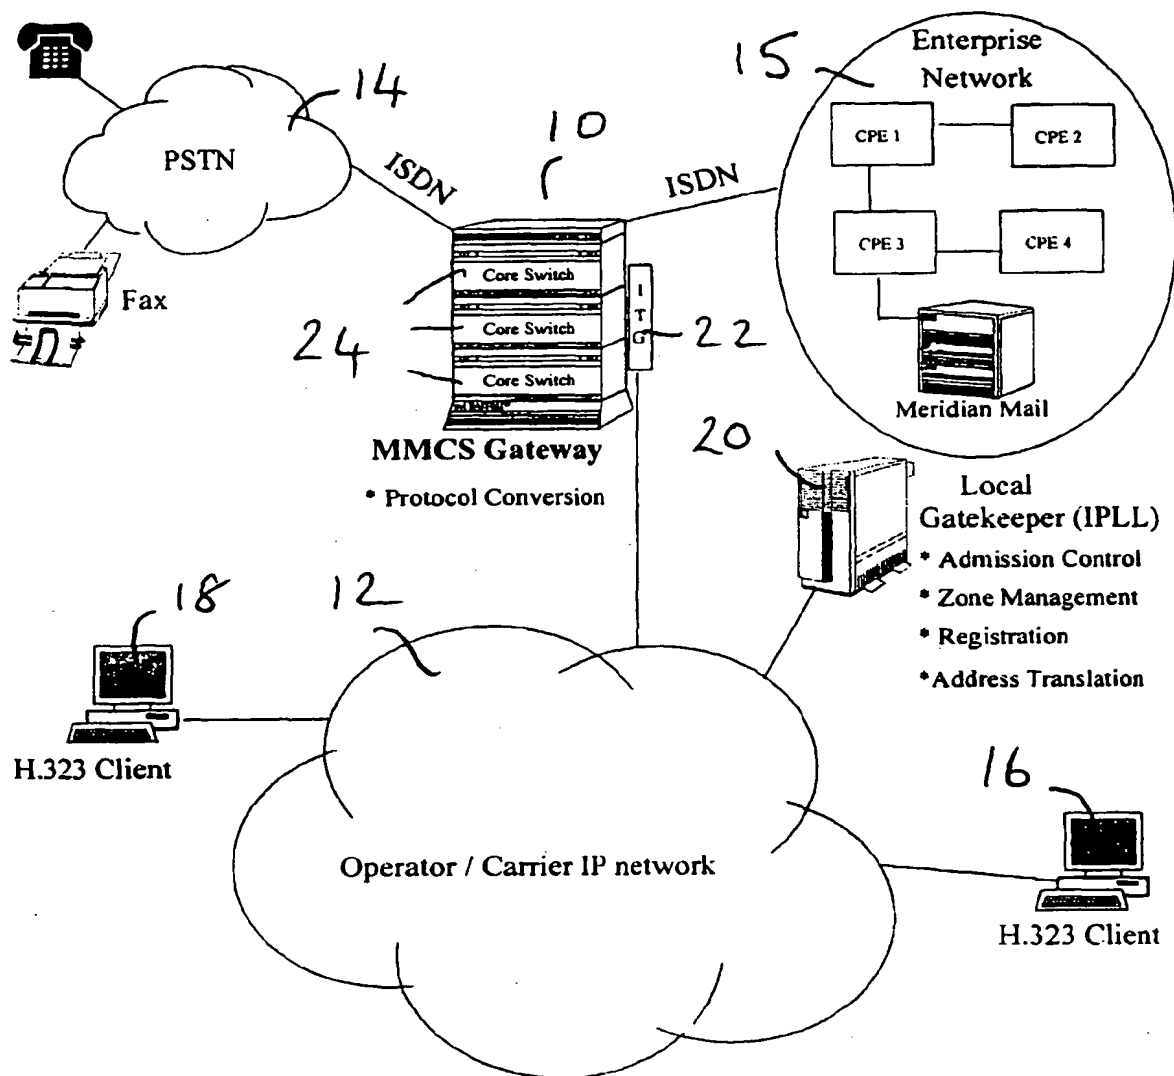 15
Enterprise
Network
14
10
CPE 1
CPE 2
PSTN
ISDN
ISDN
CPE 3
CPE 4
Core Switch
I
T
G
Fax
24
Core Switch
22
Core Switch
Meridian Mail
MMCS Gateway
* Protocol Conversion
20
Local
Gatekeeper (IPLL)
* Admission Control
* Zone Management
* Registration
*Address Translation
18
12
H.323 Client
16
Operator / Carrier IP network
H.323 Client